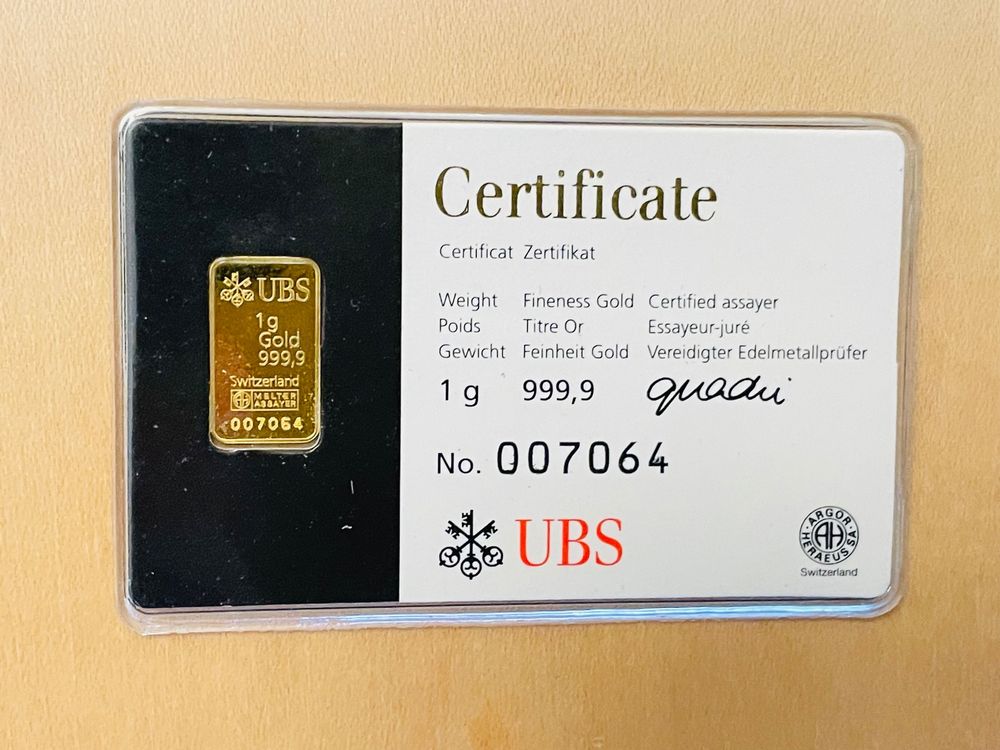 UBS
1g
Gold
999,9
Switzerland
AH MELTER
ASSAYER
007064
Certificate
Certificat Zertifikat
Weight Fineness Gold Certified assayer
Poids Titre Or Essayeur-juré
Gewicht Feinheit Gold Vereidigter Edelmetallprüfer
1 g 999,9 quadri
No. 007064
UBS
ARGOR
AH
HERAEUS SA
Switzerland